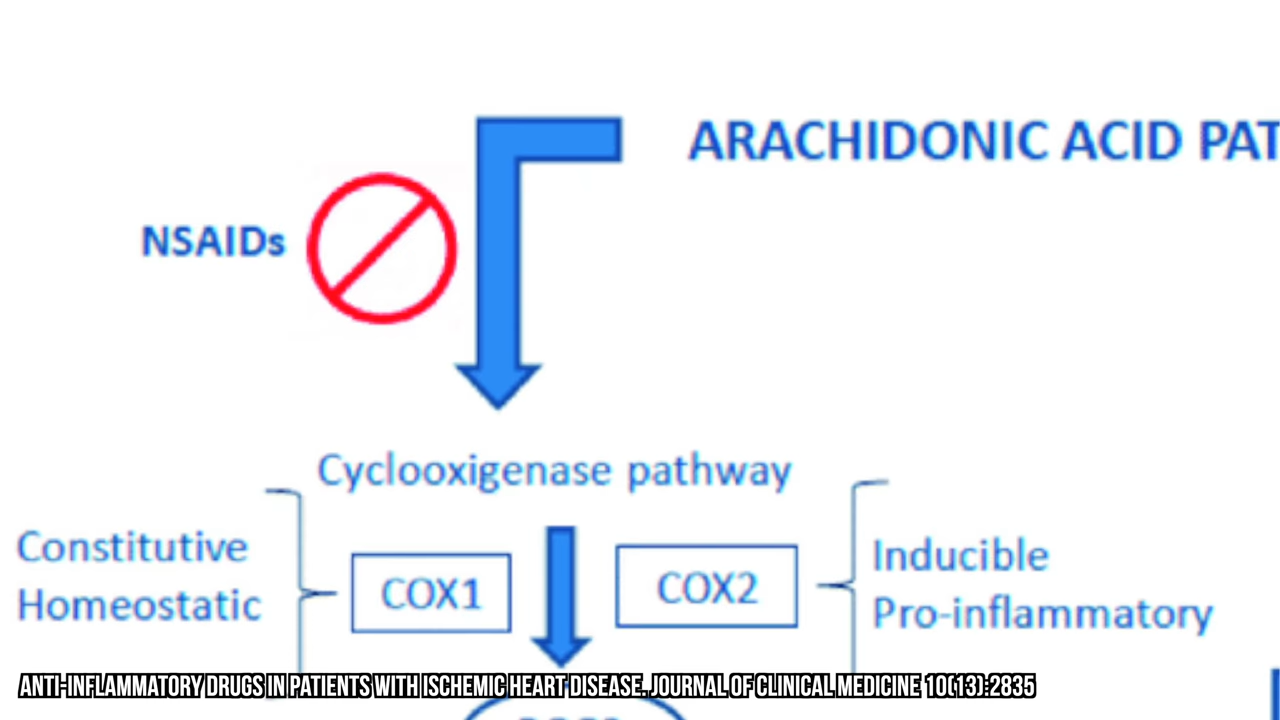 ARACHIDONIC ACID PAT
NSAIDs
Cyclooxigenase pathway
Constitutive
Homeostatic
COX1
COX2
Inducible
Pro-inflammatory
ANTI-INFLAMMATORY DRUGS IN PATIENTS WITH ISCHEMIC HEART DISEASE. JOURNAL OF CLINICAL MEDICINE 10(13):2835